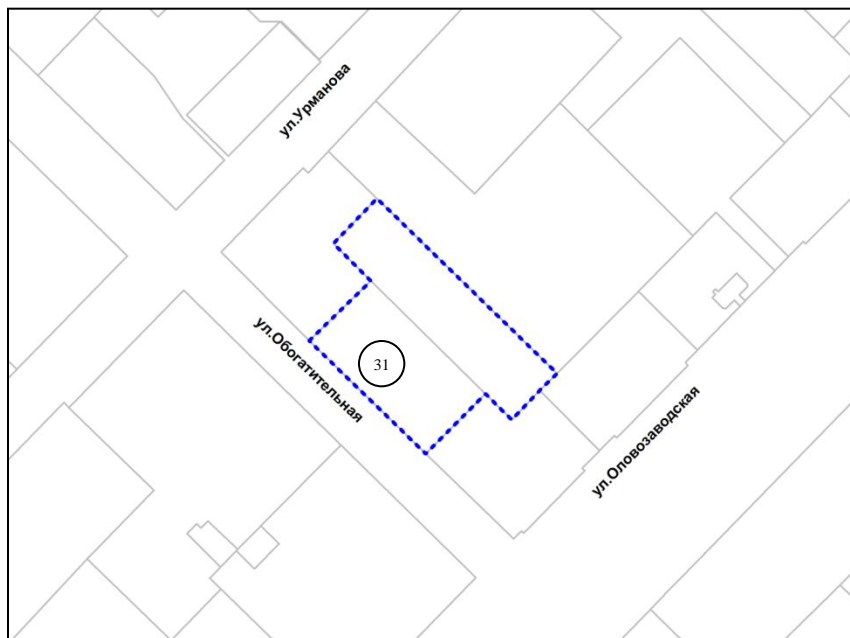 ул.Урманова
ул.Обогатительная
31
ул.Оловозаводская